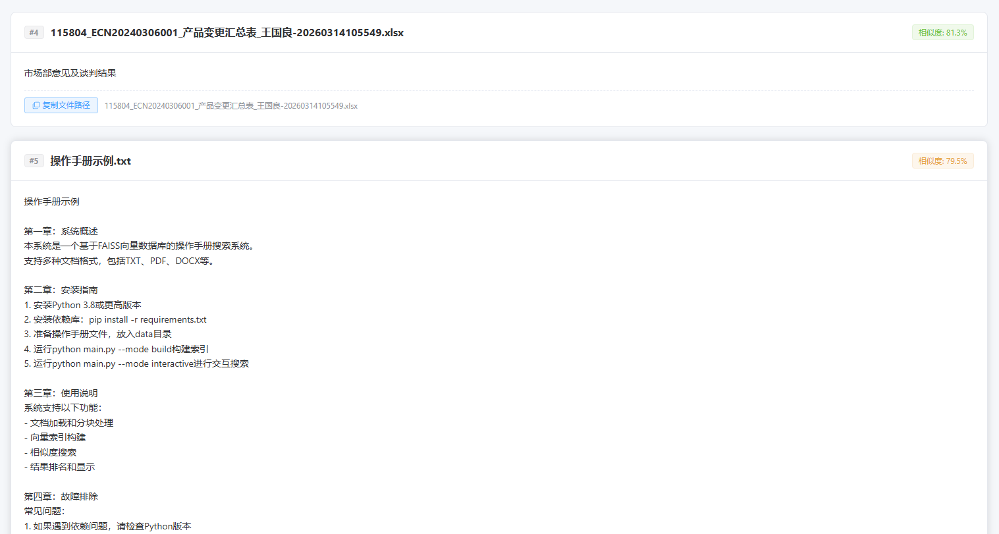 #4 115804_ECN20240306001_产品变更汇总表_王国良-20260314105549.xlsx 相似度: 81.3%
市场部意见及谈判结果
复制文件路径 115804_ECN20240306001_产品变更汇总表_王国良-20260314105549.xlsx
#5 操作手册示例.txt 相似度: 79.5%
操作手册示例
第一章：系统概述
本系统是一个基于FAISS向量数据库的操作手册搜索系统。
支持多种文档格式，包括TXT、PDF、DOCX等。
第二章：安装指南
1. 安装Python 3.8或更高版本
2. 安装依赖库：pip install -r requirements.txt
3. 准备操作手册文件，放入data目录
4. 运行python main.py --mode build构建索引
5. 运行python main.py --mode interactive进行交互搜索
第三章：使用说明
系统支持以下功能：
- 文档加载和分块处理
- 向量索引构建
- 相似度搜索
- 结果排名和显示
第四章：故障排除
常见问题：
1. 如果遇到依赖问题，请检查Python版本